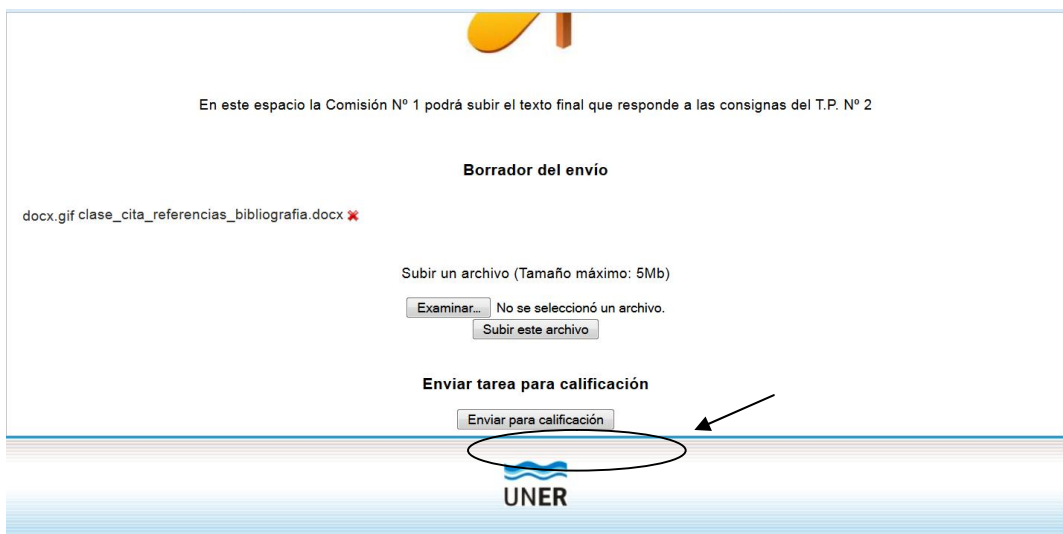 En este espacio la Comisión Nº 1 podrá subir el texto final que responde a las consignas del T.P. Nº 2
Borrador del envío
docx.gif clase_cita_referencias_bibliografia.docx
Subir un archivo (Tamaño máximo: 5Mb)
Examinar... No se seleccionó un archivo.
Subir este archivo
Enviar tarea para calificación
Enviar para calificación
UNER